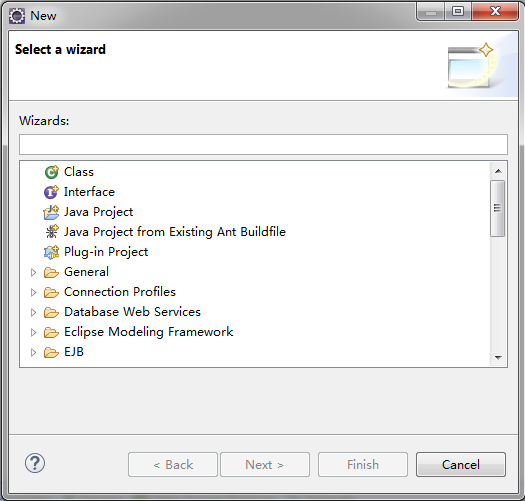 New
Select a wizard
Wizards:
Class
Interface
Java Project
Java Project from Existing Ant Buildfile
Plug-in Project
General
Connection Profiles
Database Web Services
Eclipse Modeling Framework
EJB
?
< Back
Next >
Finish
Cancel